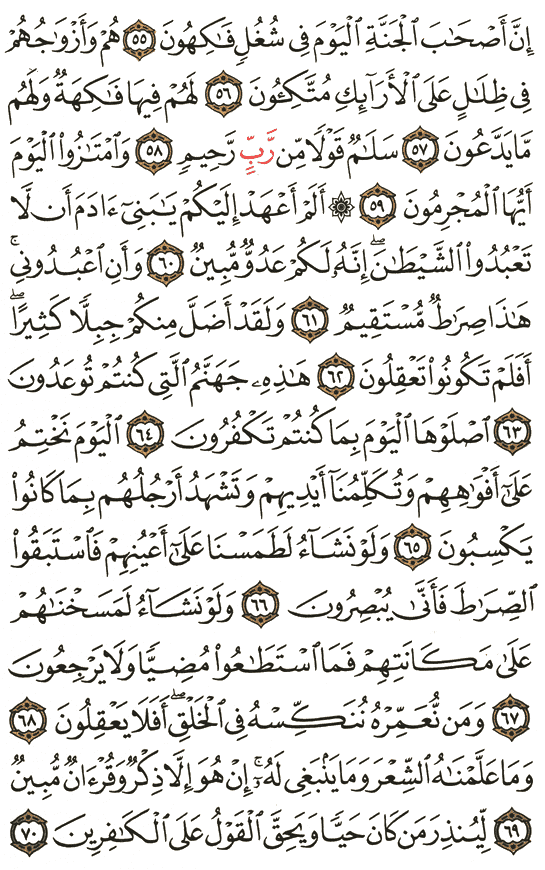 إِنَّ أَصْحَٰبَ ٱلْجَنَّةِ ٱلْيَوْمَ فِى شُغُلٍ فَٰكِهُونَ ٥٥ هُمْ وَأَزْوَٰجُهُمْ
فِى ظِلَٰلٍ عَلَى ٱلْأَرَآئِكِ مُتَّكِـُٔونَ ٥٦ لَهُمْ فِيهَا فَٰكِهَةٌ وَلَهُم
مَّا يَدَّعُونَ ٥٧ سَلَٰمٌ قَوْلًا مِّن رَّبٍّ رَّحِيمٍ ٥٨ وَٱمْتَٰزُوا۟ ٱلْيَوْمَ
أَيُّهَا ٱلْمُجْرِمُونَ ٥٩ ۞ أَلَمْ أَعْهَدْ إِلَيْكُمْ يَٰبَنِىٓ ءَادَمَ أَن لَّا
تَعْبُدُوا۟ ٱلشَّيْطَٰنَ ۖ إِنَّهُۥ لَكُمْ عَدُوٌّ مُّبِينٌ ٦٠ وَأَنِ ٱعْبُدُونِى ۚ
هَٰذَا صِرَٰطٌ مُّسْتَقِيمٌ ٦١ وَلَقَدْ أَضَلَّ مِنكُمْ جِبِلًّا كَثِيرًا ۖ
أَفَلَمْ تَكُونُوا۟ تَعْقِلُونَ ٦٢ هَٰذِهِۦ جَهَنَّمُ ٱلَّتِى كُنتُمْ تُوعَدُونَ
٦٣ ٱصْلَوْهَا ٱلْيَوْمَ بِمَا كُنتُمْ تَكْفُرُونَ ٦٤ ٱلْيَوْمَ نَخْتِمُ
عَلَىٰٓ أَفْوَٰهِهِمْ وَتُكَلِّمُنَآ أَيْدِيهِمْ وَتَشْهَدُ أَرْجُلُهُم بِمَا كَانُوا۟
يَكْسِبُونَ ٦٥ وَلَوْ نَشَآءُ لَطَمَسْنَا عَلَىٰٓ أَعْيُنِهِمْ فَٱسْتَبَقُوا۟
ٱلصِّرَٰطَ فَأَنَّىٰ يُبْصِرُونَ ٦٦ وَلَوْ نَشَآءُ لَمَسَخْنَٰهُمْ
عَلَىٰ مَكَانَتِهِمْ فَمَا ٱسْتَطَٰعُوا۟ مُضِيًّا وَلَا يَرْجِعُونَ
٦٧ وَمَن نُّعَمِّرْهُ نُنَكِّسْهُ فِى ٱلْخَلْقِ ۖ أَفَلَا يَعْقِلُونَ ٦٨
وَمَا عَلَّمْنَٰهُ ٱلشِّعْرَ وَمَا يَنۢبَغِى لَهُۥٓ ۚ إِنْ هُوَ إِلَّا ذِكْرٌ وَقُرْءَانٌ مُّبِينٌ
٦٩ لِّيُنذِرَ مَن كَانَ حَيًّا وَيَحِقَّ ٱلْقَوْلُ عَلَى ٱلْكَٰفِرِينَ ٧٠